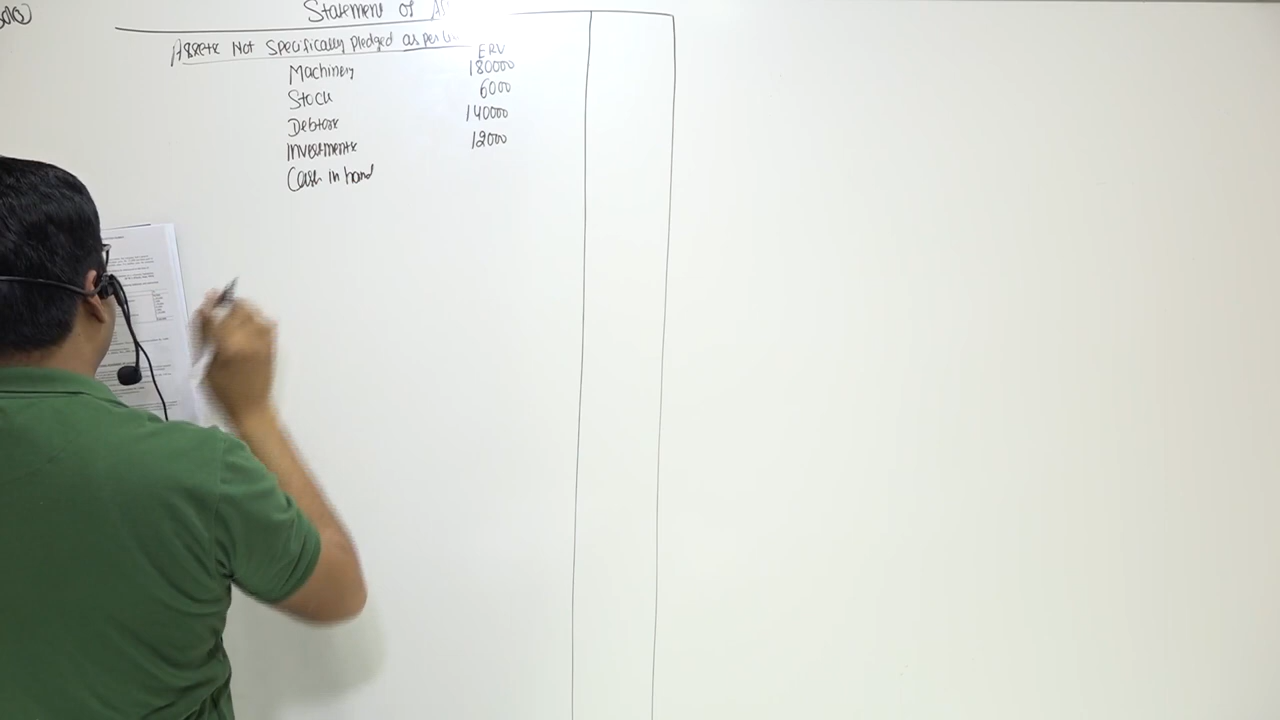 Statement of
Assets Not Specifically Pledged as per
ERV
Machinery 180000
Stock 6000
Debtors 140000
Investments 12000
Cash in hand